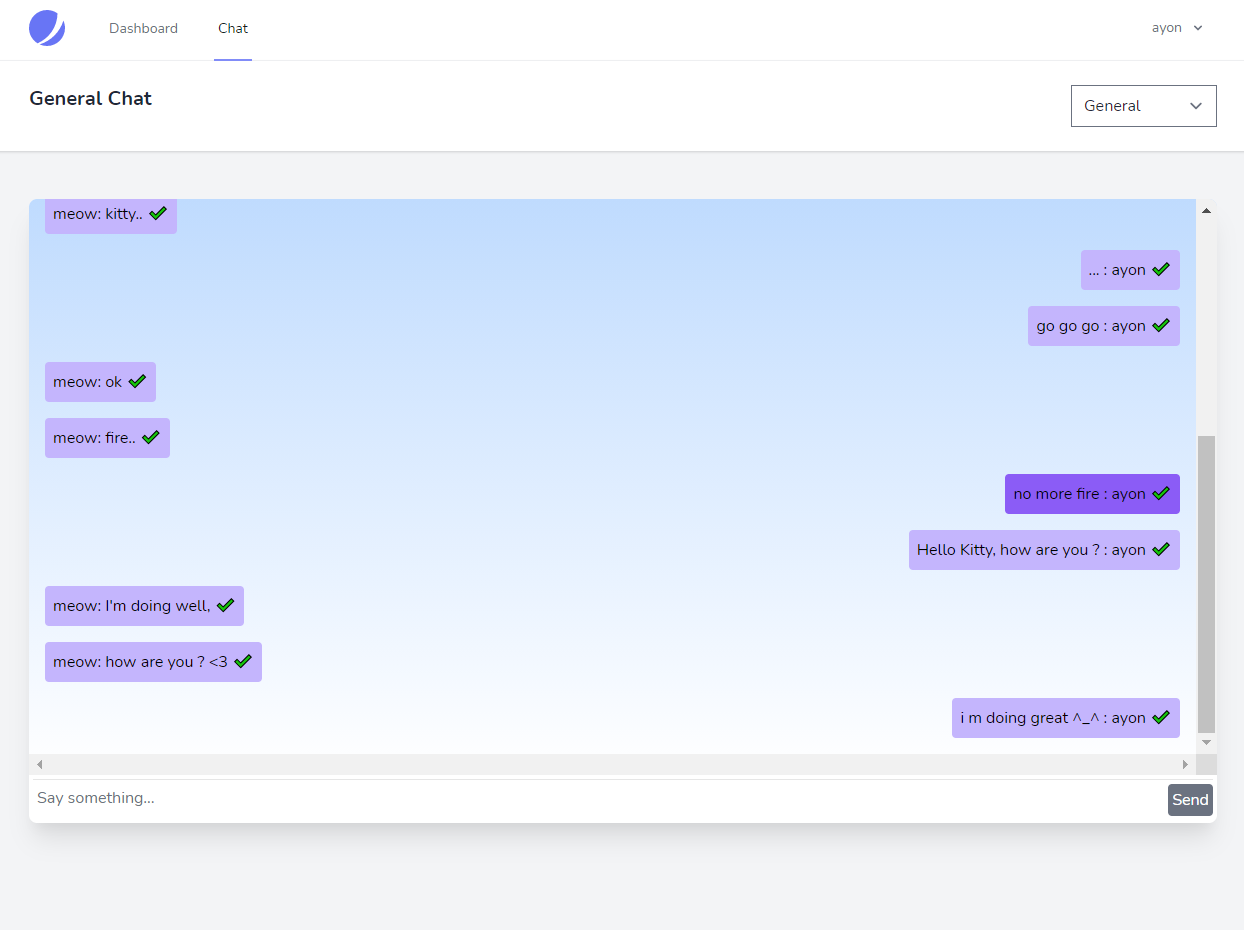 Dashboard
Chat
ayon
General Chat
General
meow: kitty..
... : ayon
go go go : ayon
meow: ok
meow: fire..
no more fire : ayon
Hello Kitty, how are you ? : ayon
meow: I'm doing well,
meow: how are you ? <3
i m doing great ^_^ : ayon
Say something...
Send